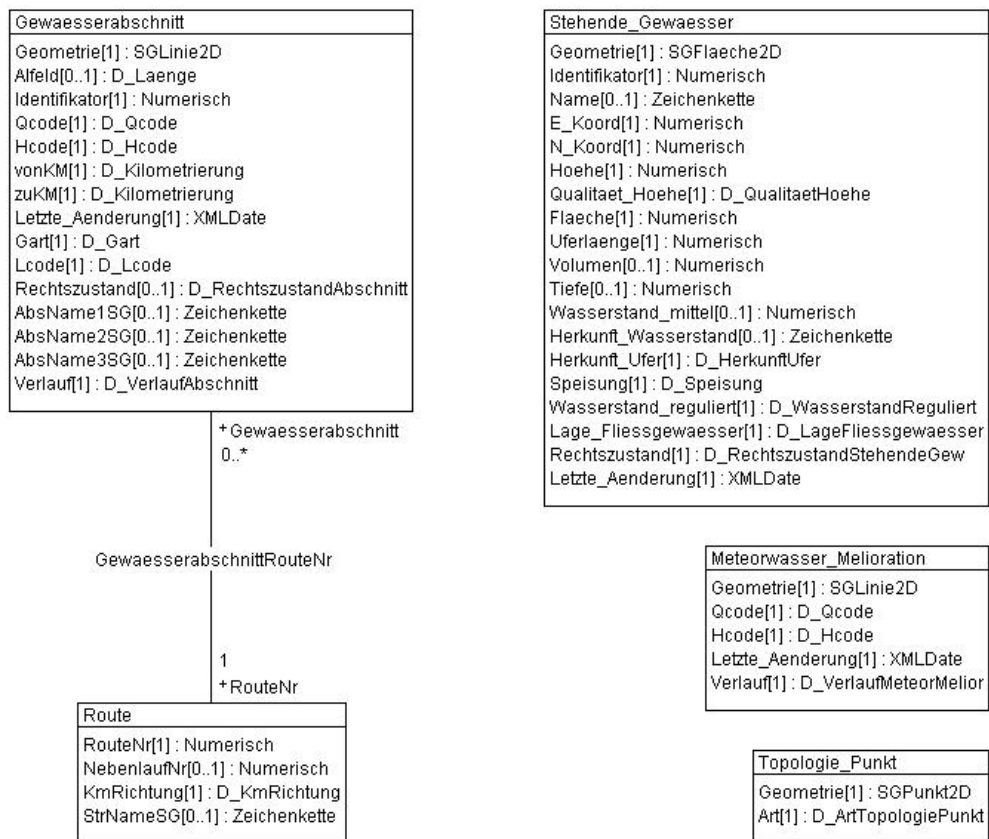 Gewaesserabschnitt
Geometrie[1] : SGLinie2D
Alfeld[0..1] : D_Laenge
Identifikator[1] : Numerisch
Qcode[1] : D_Qcode
Hcode[1] : D_Hcode
vonKM[1] : D_Kilometrierung
zuKM[1] : D_Kilometrierung
Letzte_Aenderung[1] : XMLDate
Gart[1] : D_Gart
Lcode[1] : D_Lcode
Rechtszustand[0..1] : D_RechtszustandAbschnitt
AbsName1SG[0..1] : Zeichenkette
AbsName2SG[0..1] : Zeichenkette
AbsName3SG[0..1] : Zeichenkette
Verlauf[1] : D_VerlaufAbschnitt
+Gewaesserabschnitt
0..*
GewaesserabschnittRouteNr
1
+RouteNr
Route
RouteNr[1] : Numerisch
NebenlaufNr[0..1] : Numerisch
KmRichtung[1] : D_KmRichtung
StrNameSG[0..1] : Zeichenkette
Stehende_Gewaesser
Geometrie[1] : SGFlaeche2D
Identifikator[1] : Numerisch
Name[0..1] : Zeichenkette
E_Koord[1] : Numerisch
N_Koord[1] : Numerisch
Hoehe[1] : Numerisch
Qualitaet_Hoehe[1] : D_QualitaetHoehe
Flaeche[1] : Numerisch
Uferlaenge[1] : Numerisch
Volumen[0..1] : Numerisch
Tiefe[0..1] : Numerisch
Wasserstand_mittel[0..1] : Numerisch
Herkunft_Wasserstand[0..1] : Zeichenkette
Herkunft_Ufer[1] : D_HerkunftUfer
Speisung[1] : D_Speisung
Wasserstand_reguliert[1] : D_WasserstandReguliert
Lage_Fliessgewaesser[1] : D_LageFliessgewaesser
Rechtszustand[1] : D_RechtszustandStehendeGew
Letzte_Aenderung[1] : XMLDate
Meteorwasser_Melioration
Geometrie[1] : SGLinie2D
Qcode[1] : D_Qcode
Hcode[1] : D_Hcode
Letzte_Aenderung[1] : XMLDate
Verlauf[1] : D_VerlaufMeteorMelior
Topologie_Punkt
Geometrie[1] : SGPunkt2D
Art[1] : D_ArtTopologiePunkt